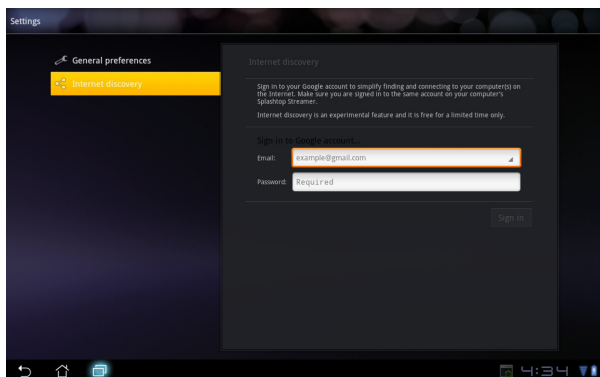 Settings
General preferences
Internet discovery
Internet discovery
Sign in to your Google account to simplify finding and connecting to your computer(s) on
the Internet. Make sure you are signed in to the same account on your computer's
Splashtop Streamer.
Internet discovery is an experimental feature and it is free for a limited time only.
Sign in to Google account...
Email:
example@gmail.com
Password:
Required
Sign in
4:34